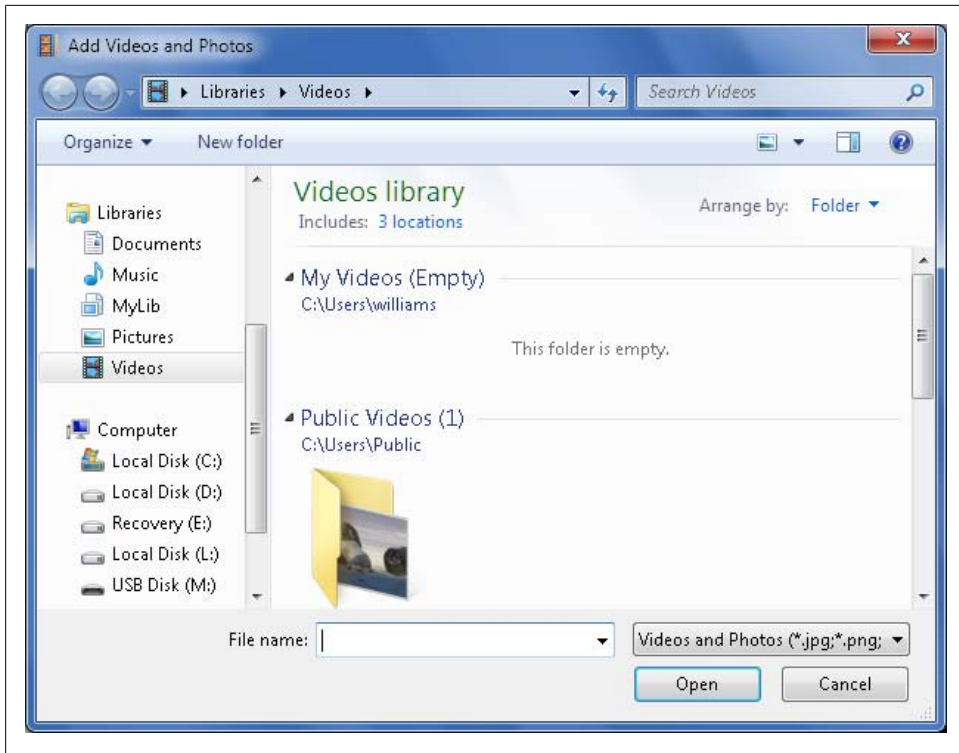 Add Videos and Photos
Libraries Videos
Search Videos
Organize New folder
Libraries
Documents
Music
MyLib
Pictures
Videos
Computer
Local Disk (C:)
Local Disk (D:)
Recovery (E:)
Local Disk (L:)
USB Disk (M:)
Videos library
Includes: 3 locations
Arrange by: Folder
My Videos (Empty)
C:\Users\williams
This folder is empty.
Public Videos (1)
C:\Users\Public
File name:
Videos and Photos (*.jpg;*.png;
Open Cancel